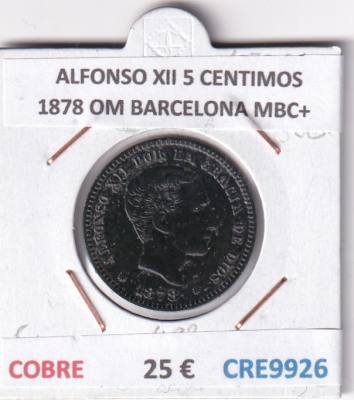 ALFONSO XII 5 CENTIMOS
1878 OM BARCELONA MBC+
ALFONSO XII POR LA GRACIA DE DIOS
1878
COBRE 25 € CRE9926